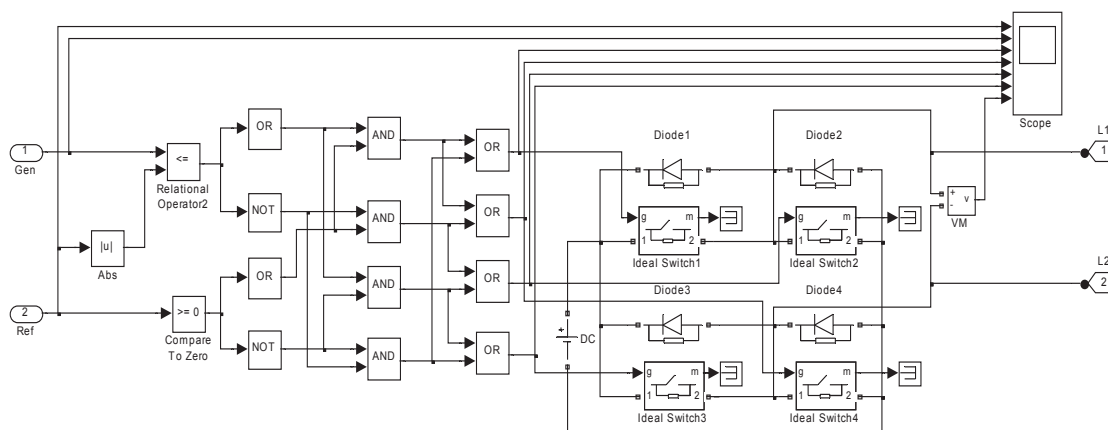 Scope
L1
1
1
Gen
<=
Relational
Operator2
OR
AND
OR
NOT
AND
OR
|u|
Abs
OR
AND
OR
2
Ref
>= 0
Compare
To Zero
NOT
AND
OR
Diode1
Diode2
g
m
1
2
Ideal Switch1
g
m
1
2
Ideal Switch2
+
-
v
VM
L2
2
Diode3
Diode4
+
DC
g
m
1
2
Ideal Switch3
g
m
1
2
Ideal Switch4